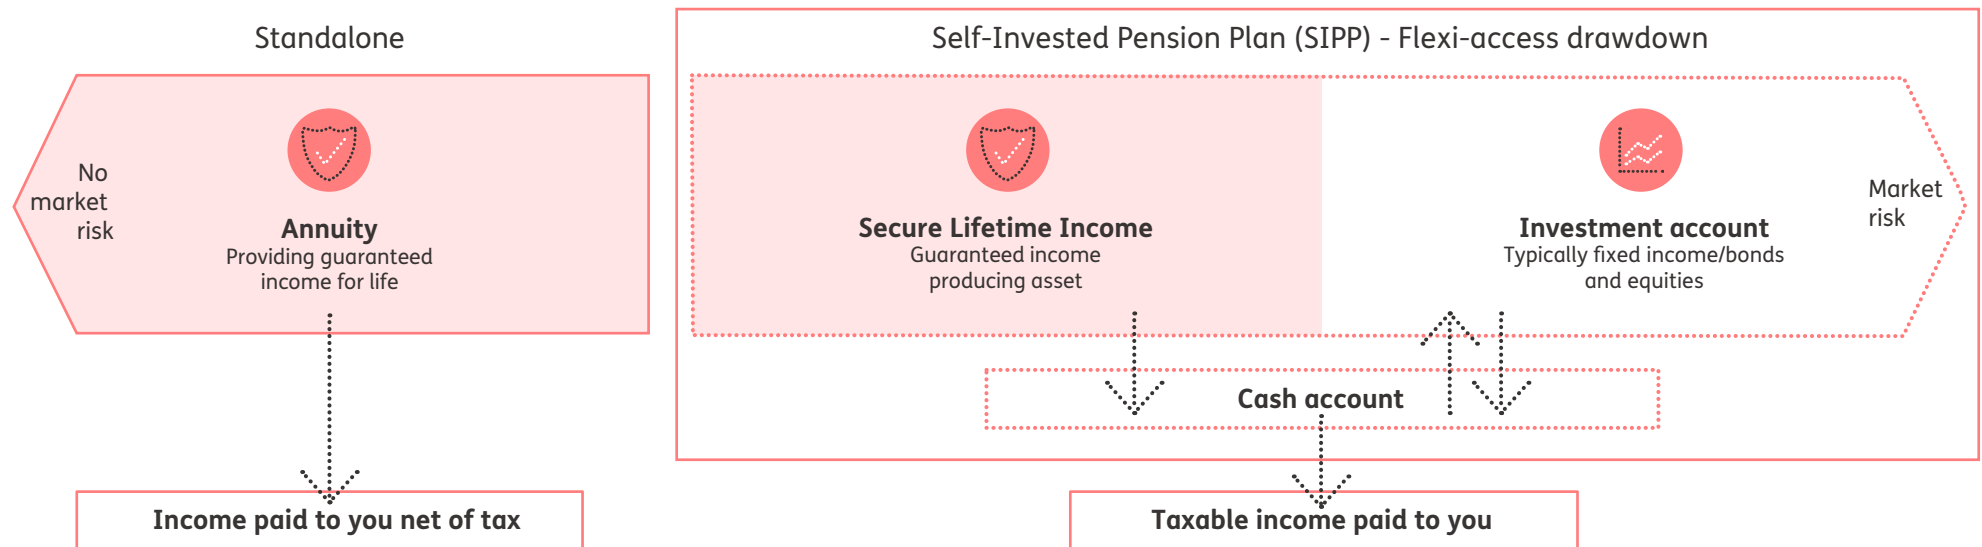 Standalone
No
market
risk
Annuity
Providing guaranteed
income for life
Income paid to you net of tax
Self-Invested Pension Plan (SIPP) - Flexi-access drawdown
Secure Lifetime Income
Guaranteed income
producing asset
Investment account
Typically fixed income/bonds
and equities
Market
risk
Cash account
Taxable income paid to you